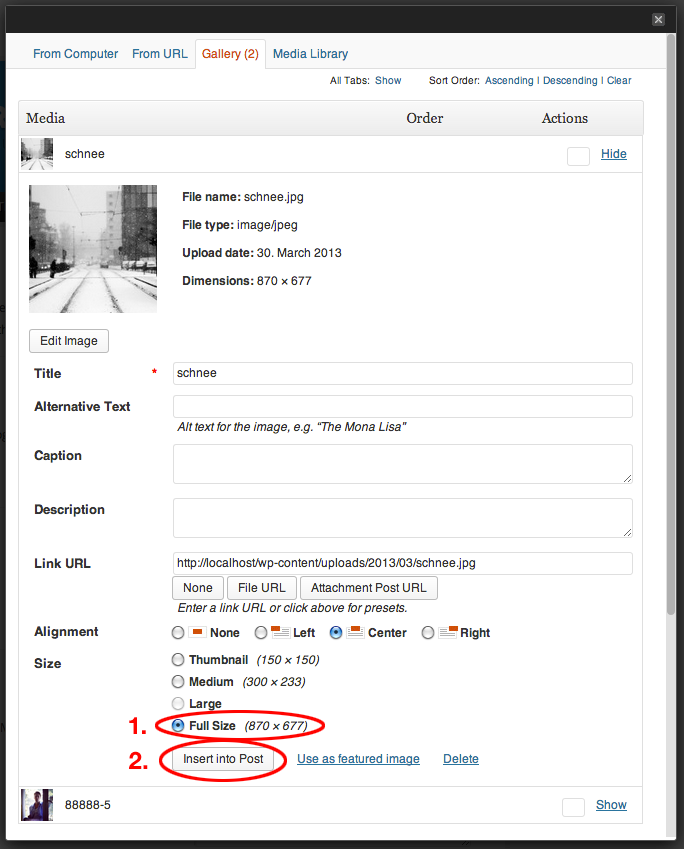 From Computer From URL Gallery (2) Media Library
All Tabs: Show Sort Order: Ascending | Descending | Clear
Media Order Actions
schnee Hide
File name: schnee.jpg
File type: image/jpeg
Upload date: 30. March 2013
Dimensions: 870 × 677
Edit Image
Title * schnee
Alternative Text
Alt text for the image, e.g. “The Mona Lisa”
Caption
Description
Link URL http://localhost/wp-content/uploads/2013/03/schnee.jpg
None File URL Attachment Post URL
Enter a link URL or click above for presets.
Alignment None Left Center Right
Size Thumbnail (150 × 150)
Medium (300 × 233)
Large
1. Full Size (870 × 677)
2. Insert into Post Use as featured image Delete
88888-5 Show